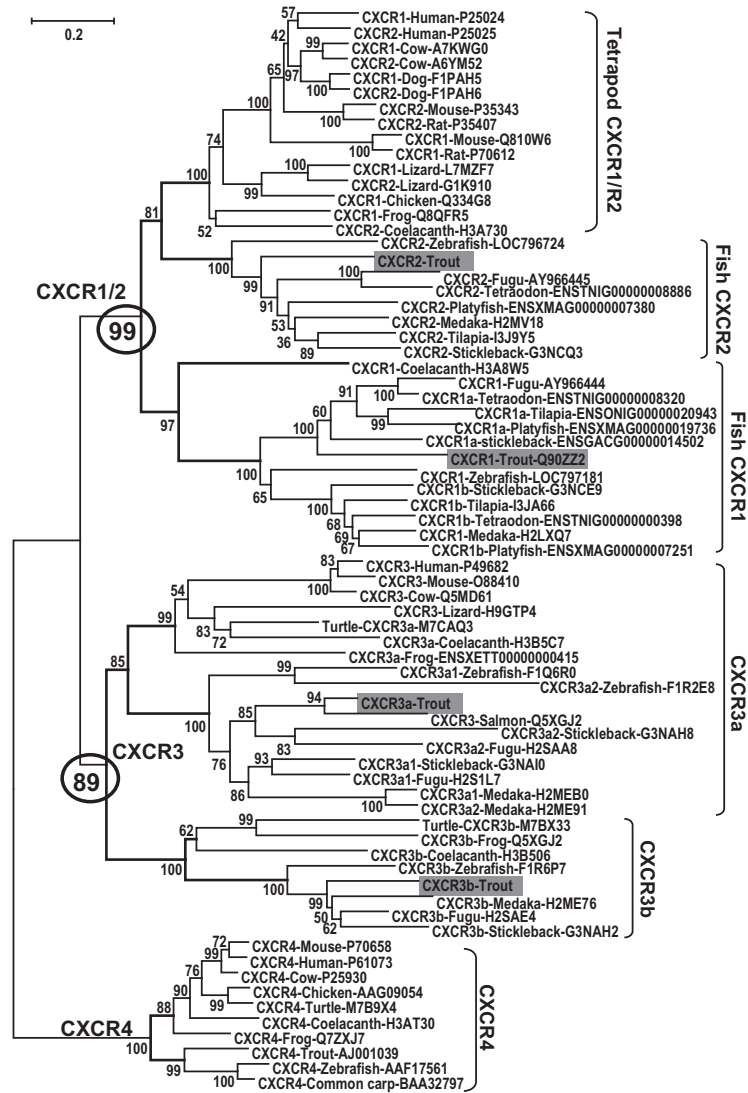 0.2
57
CXCR1-Human-P25024
42
CXCR2-Human-P25025
99
CXCR1-Cow-A7KWG0
CXCR2-Cow-A6YM52
65
97
CXCR1-Dog-F1PAH5
100
CXCR2-Dog-F1PAH6
100
CXCR2-Mouse-P35343
100
CXCR2-Rat-P35407
CXCR1-Mouse-Q810W6
74
100
CXCR1-Rat-P70612
100
CXCR1-Lizard-L7MZF7
100
CXCR2-Lizard-G1K910
99
CXCR1-Chicken-Q334G8
81
CXCR1-Frog-Q8QFR5
52
CXCR2-Coelacanth-H3A730
Tetrapod CXCR1/R2
CXCR2-Zebrafish-LOC796724
100
CXCR2-Trout
99
100
CXCR2-Fugu-AY966445
CXCR2-Tetraodon-ENSTNIG00000008886
91
CXCR2-Platyfish-ENSXMAG00000007380
53
CXCR2-Medaka-H2MV18
36
CXCR2-Tilapia-I3J9Y5
89
CXCR2-Stickleback-G3NCQ3
Fish CXCR2
CXCR1/2
99
CXCR1-Coelacanth-H3A8W5
97
91
CXCR1-Fugu-AY966444
100
CXCR1a-Tetraodon-ENSTNIG00000008320
60
CXCR1a-Tilapia-ENSONIG00000020943
99
CXCR1a-Platyfish-ENSXMAG00000019736
100
CXCR1a-stickleback-ENSGACG00000014502
CXCR1-Trout-Q90ZZ2
100
CXCR1-Zebrafish-LOC797181
65
CXCR1b-Stickleback-G3NCE9
100
CXCR1b-Tilapia-I3JA66
68
CXCR1b-Tetraodon-ENSTNIG00000000398
69
CXCR1-Medaka-H2LXQ7
67
CXCR1b-Platyfish-ENSXMAG00000007251
Fish CXCR1
83
CXCR3-Human-P49682
CXCR3-Mouse-O88410
100
CXCR3-Cow-Q5MD61
54
CXCR3-Lizard-H9GTP4
99
83
Turtle-CXCR3a-M7CAQ3
72
CXCR3a-Coelacanth-H3B5C7
CXCR3a-Frog-ENSXETT00000000415
85
99
CXCR3a1-Zebrafish-F1Q6R0
CXCR3a2-Zebrafish-F1R2E8
100
94
CXCR3a-Trout
85
CXCR3-Salmon-Q5XGJ2
CXCR3a2-Stickleback-G3NAH8
83
CXCR3a2-Fugu-H2SAA8
76
93
CXCR3a1-Stickleback-G3NAI0
CXCR3a1-Fugu-H2S1L7
86
CXCR3a1-Medaka-H2MEB0
100
CXCR3a2-Medaka-H2ME91
CXCR3a
CXCR3
89
99
Turtle-CXCR3b-M7BX33
62
CXCR3b-Frog-Q5XGJ2
CXCR3b-Coelacanth-H3B506
100
CXCR3b-Zebrafish-F1R6P7
100
CXCR3b-Trout
99
CXCR3b-Medaka-H2ME76
50
CXCR3b-Fugu-H2SAE4
62
CXCR3b-Stickleback-G3NAH2
CXCR3b
72
CXCR4-Mouse-P70658
99
CXCR4-Human-P61073
76
CXCR4-Cow-P25930
90
CXCR4-Chicken-AAG09054
99
CXCR4-Turtle-M7B9X4
88
CXCR4-Coelacanth-H3AT30
CXCR4
CXCR4-Frog-Q7ZXJ7
100
CXCR4-Trout-AJ001039
99
CXCR4-Zebrafish-AAF17561
100
CXCR4-Common carp-BAA32797
CXCR4